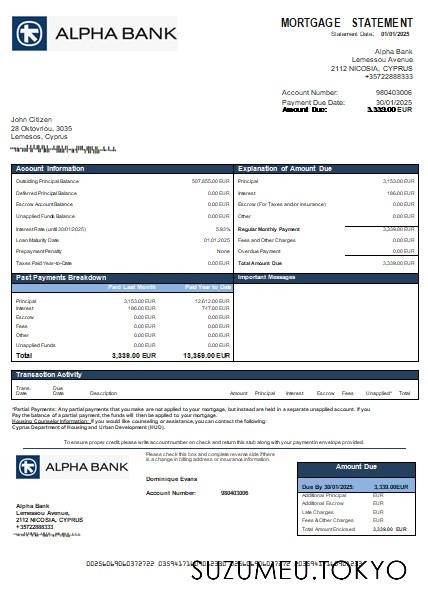 ALPHA BANK
MORTGAGE STATEMENT
Statement Date: 01/01/2025
Alpha Bank
Lemessou Avenue
2112 NICOSIA, CYPRUS
+35722888333
Account Number: 980403006
Payment Due Date: 30/01/2025
Amount Due: 3,339.00 EUR
John Citizen
28 Oktovriou, 3035
Lemesos, Cyprus
Account Information
Outstanding Principal Balance 507,855.00 EUR
Deferred Principal Balance 0.00 EUR
Escrow Account Balance 0.00 EUR
Unapplied Funds Balance 0.00 EUR
Interest Rate (until 30/01/2025) 5.93%
Loan Maturity Date 01.01.2025
Prepayment Penalty None
Taxes Paid Year-to-Date 0.00 EUR
Explanation of Amount Due
Principal 3,153.00 EUR
Interest 186.00 EUR
Escrow (For Taxes and/or Insurance) 0.00 EUR
Other 0.00 EUR
Regular Monthly Payment 3,339.00 EUR
Fees and Other Charges 0.00 EUR
Overdue Payment 0.00 EUR
Total Amount Due 3,339.00 EUR
Past Payments Breakdown
Paid Last Month Paid Year to Date
Principal 3,153.00 EUR 12,612.00 EUR
Interest 186.00 EUR 747.00 EUR
Escrow 0.00 EUR 0.00 EUR
Fees 0.00 EUR 0.00 EUR
Other 0.00 EUR 0.00 EUR
Unapplied Funds 0.00 EUR 0.00 EUR
Total 3,339.00 EUR 13,359.00 EUR
Important Messages
Transaction Activity
Trans. Date Due Date Description Amount Principal Interest Escrow Fees Unapplied* Total
*Partial Payments: Any partial payments that you make are not applied to your mortgage, but instead are held in a separate unapplied account. If you
Pay the balance of a partial payment, the funds will then be applied to your mortgage.
Housing Counselor Information: If you would like counseling or assistance, you can contact the following:
Cyprus Department of Housing and Urban Development (HUD).
To ensure proper credit please write account number on check and return this stub along with your payment in envelope provided.
ALPHA BANK
Please check this box and complete reverse side if there
is a change in billing address or insurance information.
Dominique Evans
Account Number: 980403006
Alpha Bank
Lemessou Avenue,
2112 NICOSIA, CYPRUS
+35722888333
Amount Due
Due By 30/01/2025: 3,339.00 EUR
Additional Principal EUR
Additional Escrow EUR
Late Charges EUR
Fees & Other Charges EUR
Total Amount Enclosed 3,339.00 EUR
SUZUMEU.TOKYO